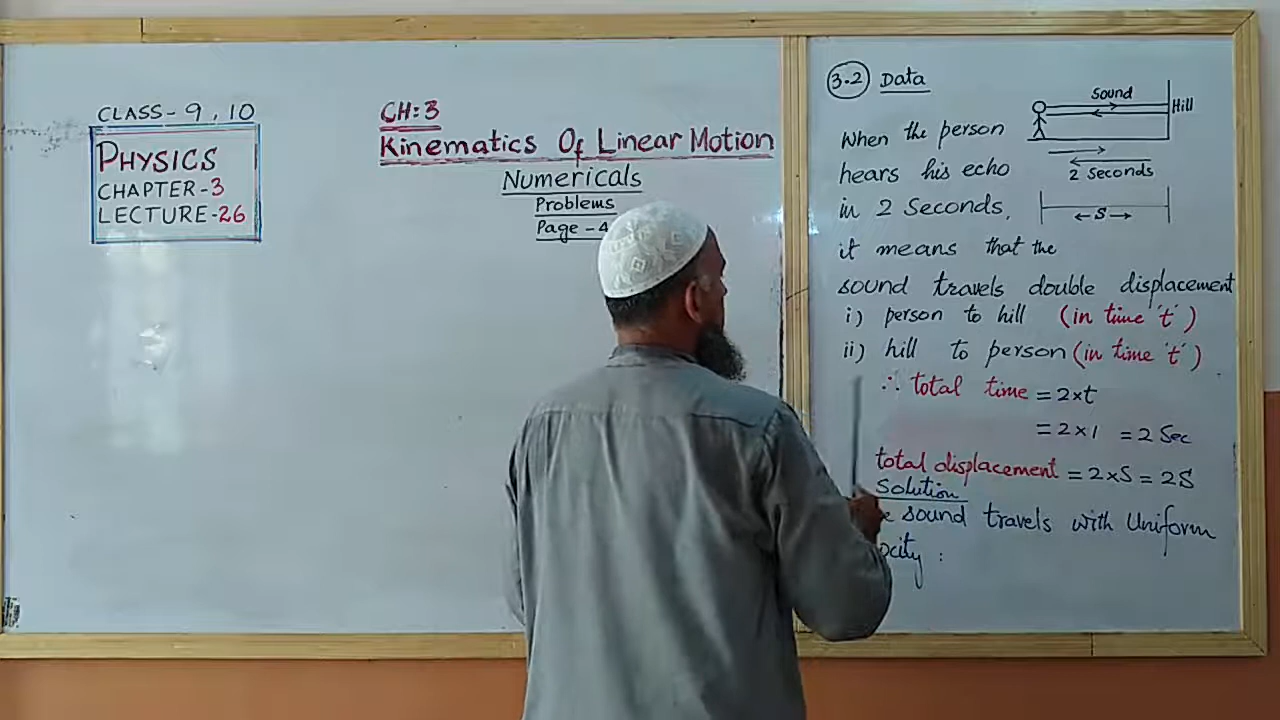 CLASS - 9 , 10
PHYSICS
CHAPTER - 3
LECTURE - 26
CH: 3
Kinematics Of Linear Motion
Numericals
Problems
Page - 4
3.2 Data
Sound
Hill
2 Seconds
← S →
When the person
hears his echo
in 2 Seconds,
it means that the
sound travels double displacement
i) person to hill (in time 't')
ii) hill to person (in time 't')
∴ total time = 2×t
= 2×1 = 2 Sec
total displacement = 2×S = 2S
Solution
sound travels with Uniform